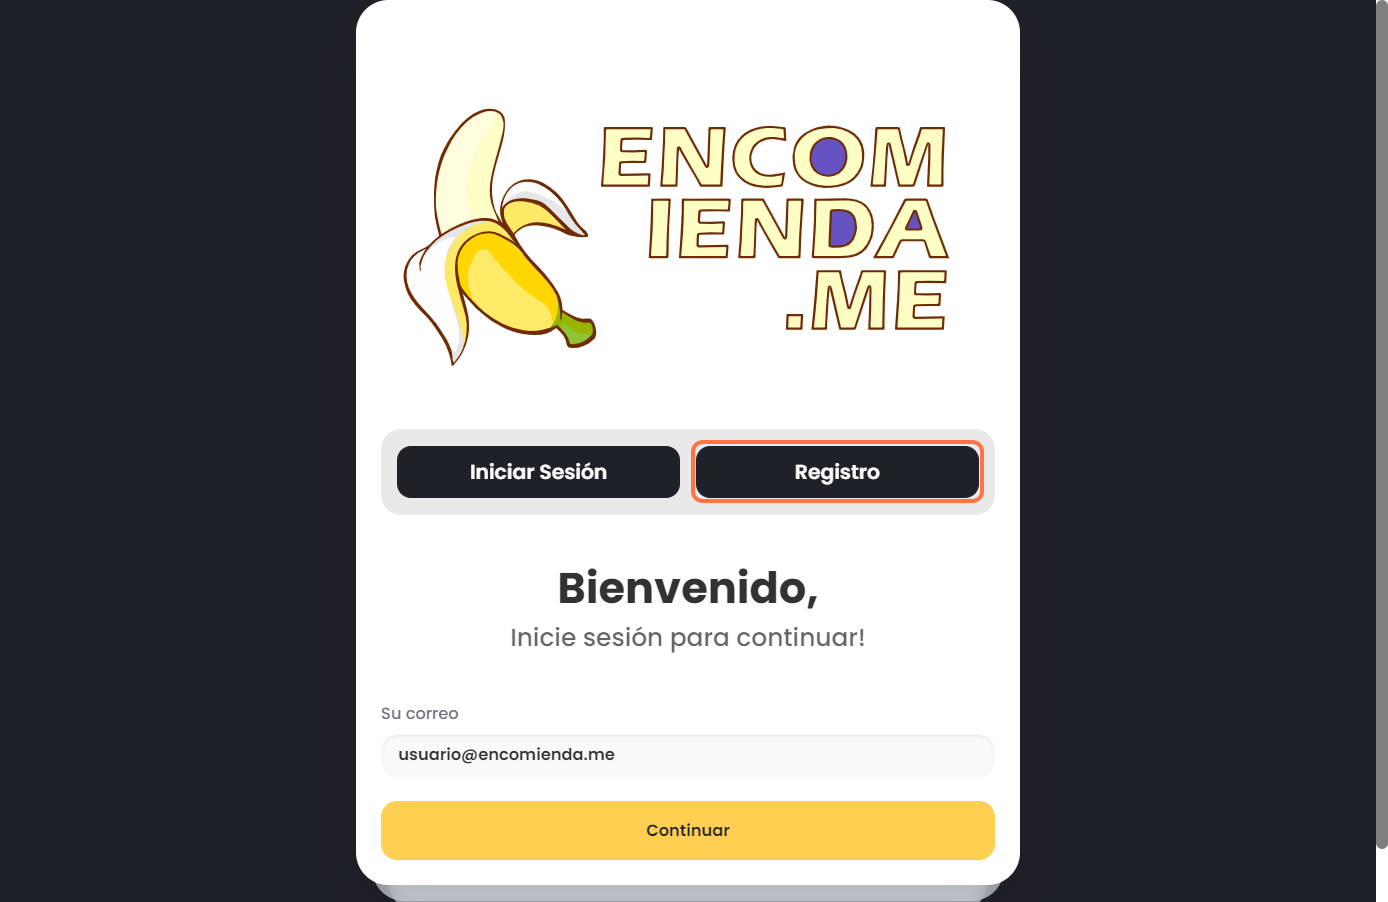 ENCOM
IENDA
.ME
Iniciar Sesión Registro
Bienvenido,
Inicie sesión para continuar!
Su correo
usuario@encomienda.me
Continuar